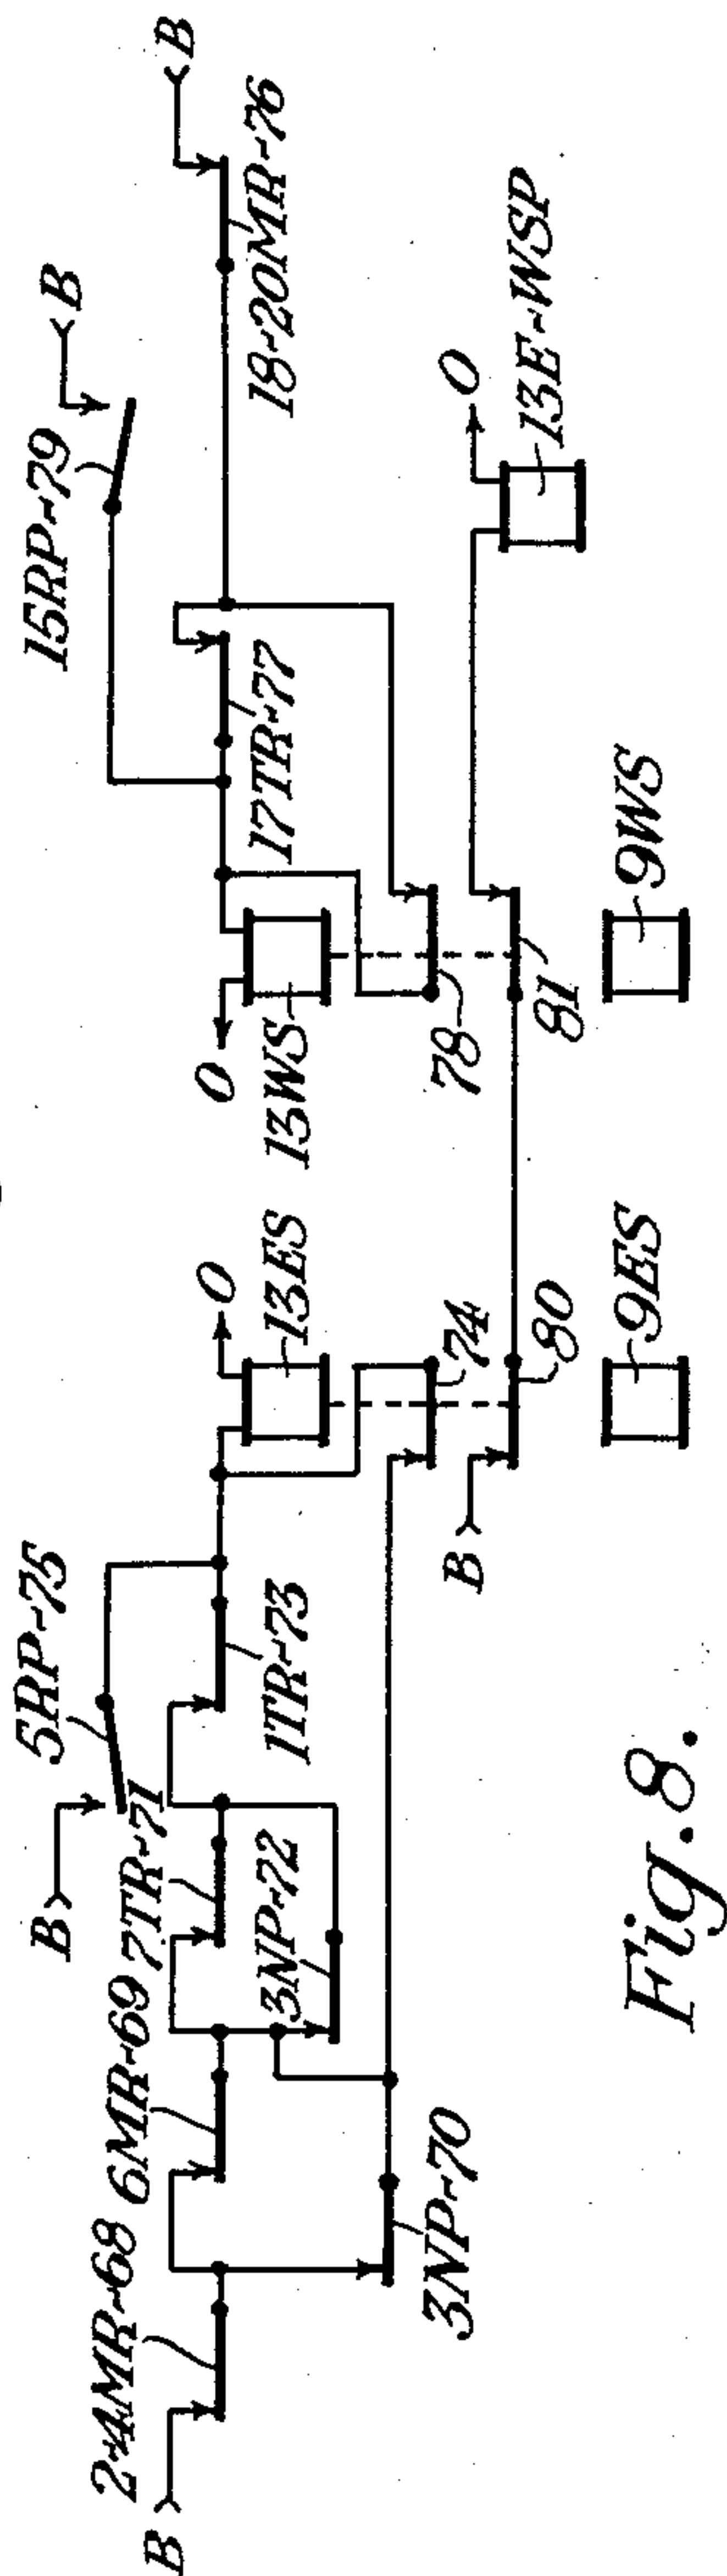 B
2-4MR-68
6MR-69
7TR-71
B
5RP-75
3NP-70
3NP-72
1TR-73
O
13ES
74
B
80
9ES
O
13WS
78
81
9WS
17TR-77
15RP-79
B
18-20MR-76
B
O
13E-WSP
Fig. 8.